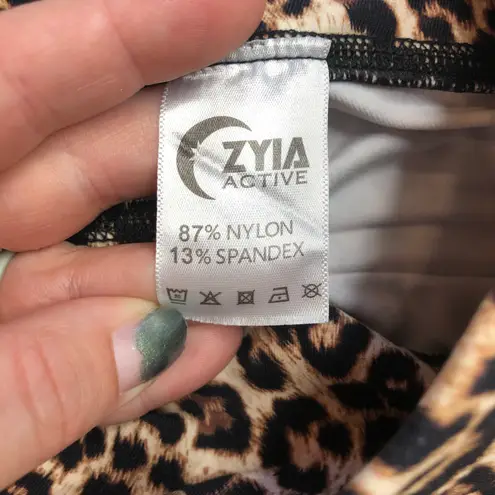 ZYIA
ACTIVE
87% NYLON
13% SPANDEX